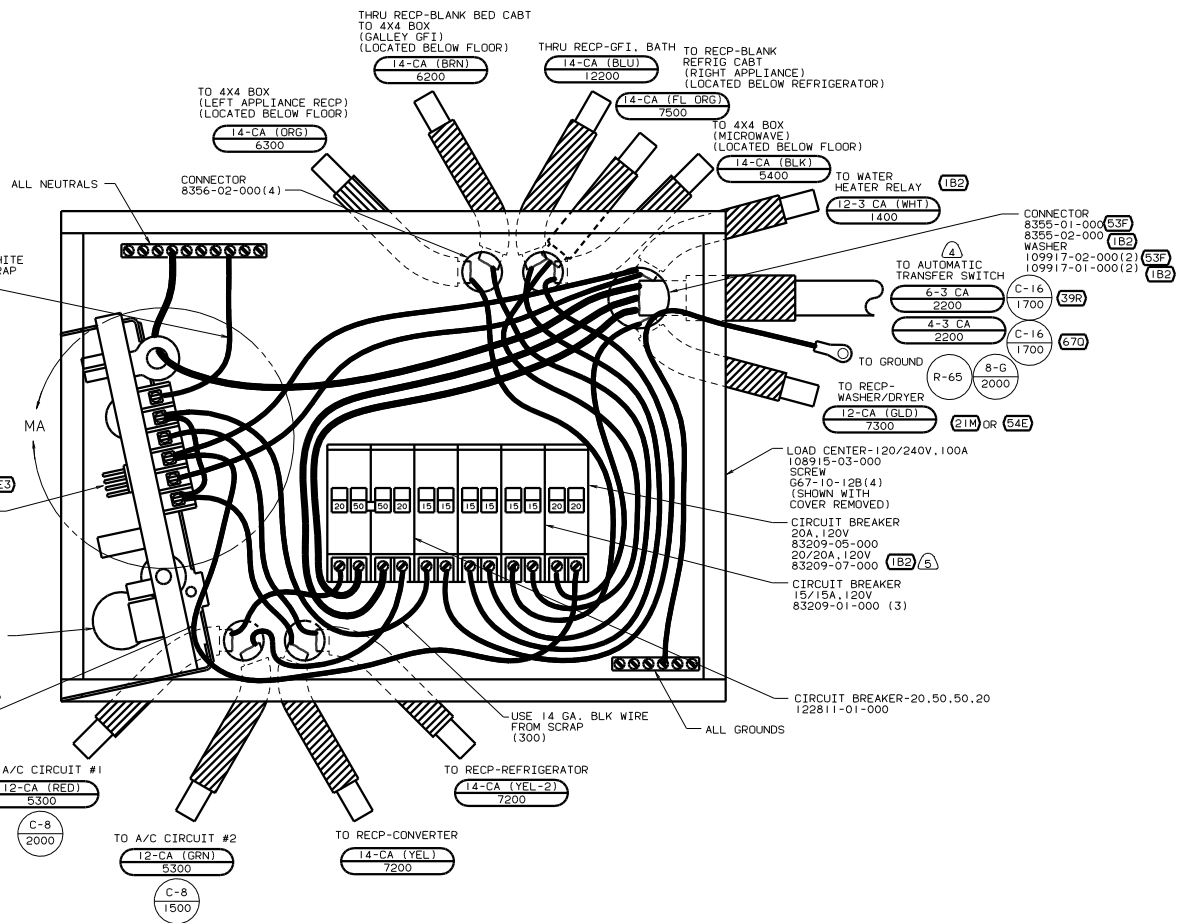 THRU RECP-BLANK BED CABT
TO 4X4 BOX
(GALLEY GFI)
(LOCATED BELOW FLOOR)
14-CA (BRN)
6200
THRU RECP-GFI, BATH
14-CA (BLU)
12200
TO RECP-BLANK
REFRIG CABT
(RIGHT APPLIANCE)
(LOCATED BELOW REFRIGERATOR)
14-CA (FL ORG)
7500
TO 4X4 BOX
(LEFT APPLIANCE RECP)
(LOCATED BELOW FLOOR)
14-CA (ORG)
6300
TO 4X4 BOX
(MICROWAVE)
(LOCATED BELOW FLOOR)
14-CA (BLK)
5400
ALL NEUTRALS
CONNECTOR
8356-02-000(4)
TO WATER
HEATER RELAY
1B2
12-3 CA (WHT)
1400
CONNECTOR
8355-01-000 53F
8355-02-000 1B2
WASHER
109917-02-000(2) 53F
109917-01-000(2) 1B2
4
TO AUTOMATIC
TRANSFER SWITCH
6-3 CA
2200
C-16
1700
39R
4-3 CA
2200
C-16
1700
67Q
TO GROUND
R-65
8-G
2000
TO RECP-
WASHER/DRYER
12-CA (GLD)
7300
21M OR 54E
MA
LOAD CENTER-120/240V, 100A
108915-03-000
SCREW
G67-10-12B(4)
(SHOWN WITH
COVER REMOVED)
20 50 50 20 15 15 15 15 15 15 20 20
CIRCUIT BREAKER
20A, 120V
83209-05-000
20/20A, 120V
83209-07-000 1B2 5
CIRCUIT BREAKER
15/15A, 120V
83209-01-000 (3)
CIRCUIT BREAKER-20,50,50,20
122811-01-000
USE 14 GA. BLK WIRE
FROM SCRAP
(300)
ALL GROUNDS
A/C CIRCUIT #1
12-CA (RED)
5300
C-8
2000
TO A/C CIRCUIT #2
12-CA (GRN)
5300
C-8
1500
TO RECP-CONVERTER
14-CA (YEL)
7200
TO RECP-REFRIGERATOR
14-CA (YEL-2)
7200